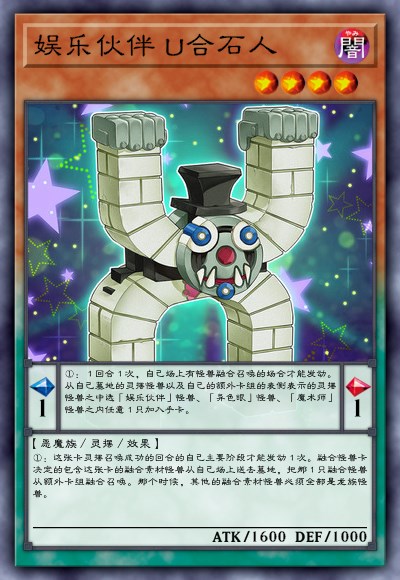 娱乐伙伴 U合石人
闇
やみ
①：1回合1次，自己场上有怪兽融合召唤的场合才能发动。
从自己墓地的灵摆怪兽以及自己的额外卡组的表侧表示的灵摆
怪兽之中选「娱乐伙伴」怪兽、「异色眼」怪兽、「魔术师」
怪兽之内任意1只加入手卡。
1
1
【恶魔族／灵摆／效果】
①：这张卡灵摆召唤成功的回合的自己主要阶段才能发动1次。融合怪兽卡
决定的包含这张卡的融合素材怪兽从自己场上送去墓地，把那1只融合怪兽
从额外卡组融合召唤。那个时候，其他的融合素材怪兽必须全部是龙族怪
兽。
ATK/1600 DEF/1000